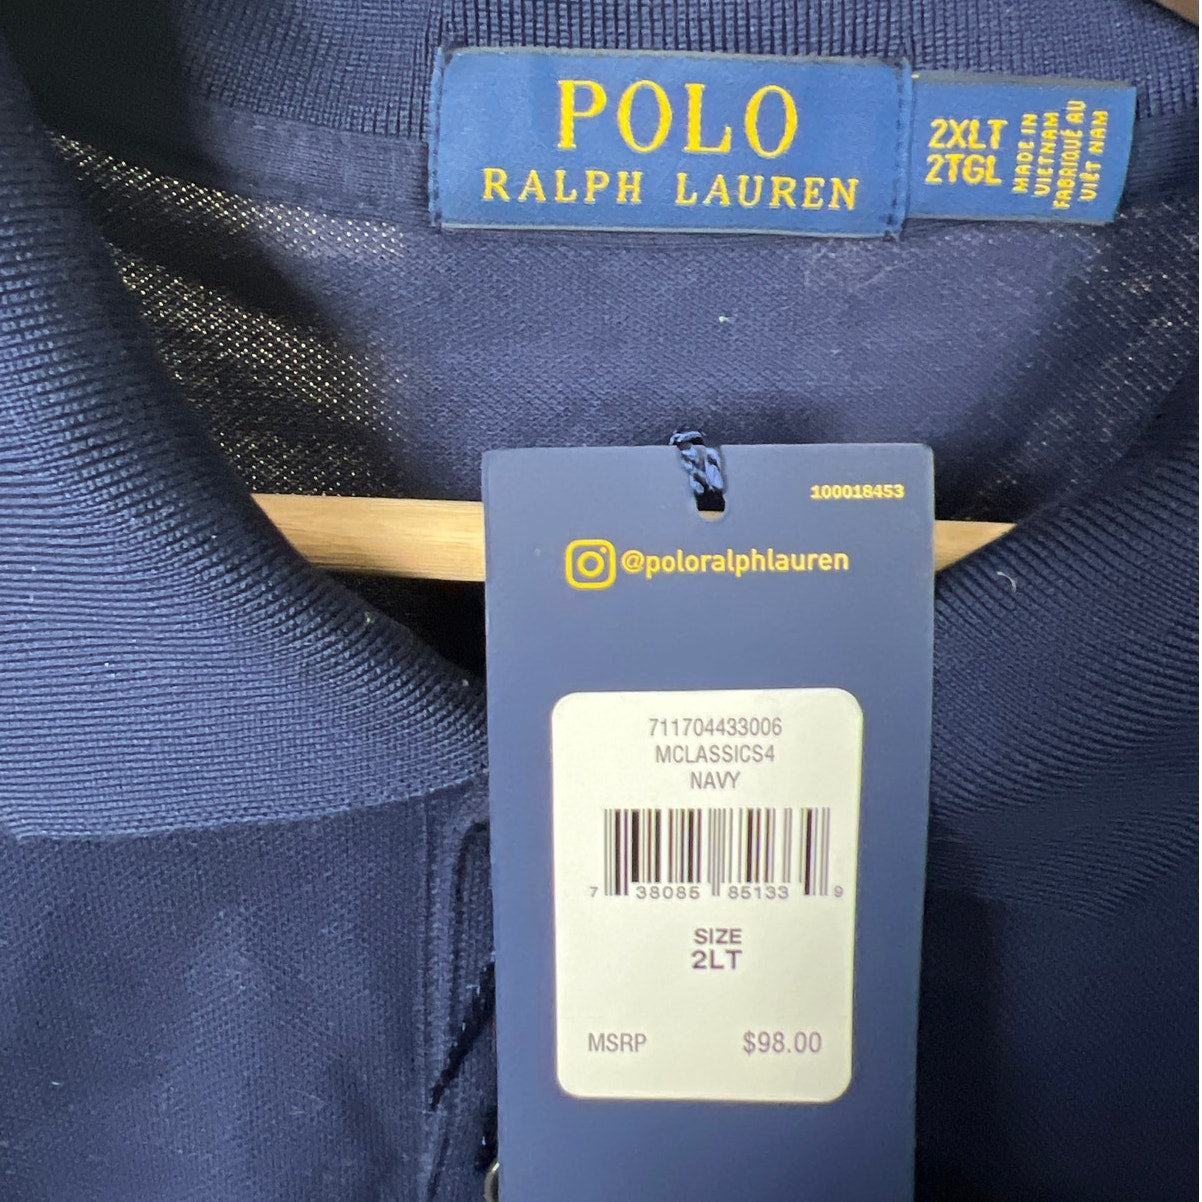 POLO
RALPH LAUREN
2XLT
2TGL
MADE IN
VIETNAM
FABRIQUÉ AU
VIÊT NAM
100018453
@poloralphlauren
711704433006
MCLASSICS4
NAVY
7 38085 85133 9
SIZE
2LT
MSRP $98.00